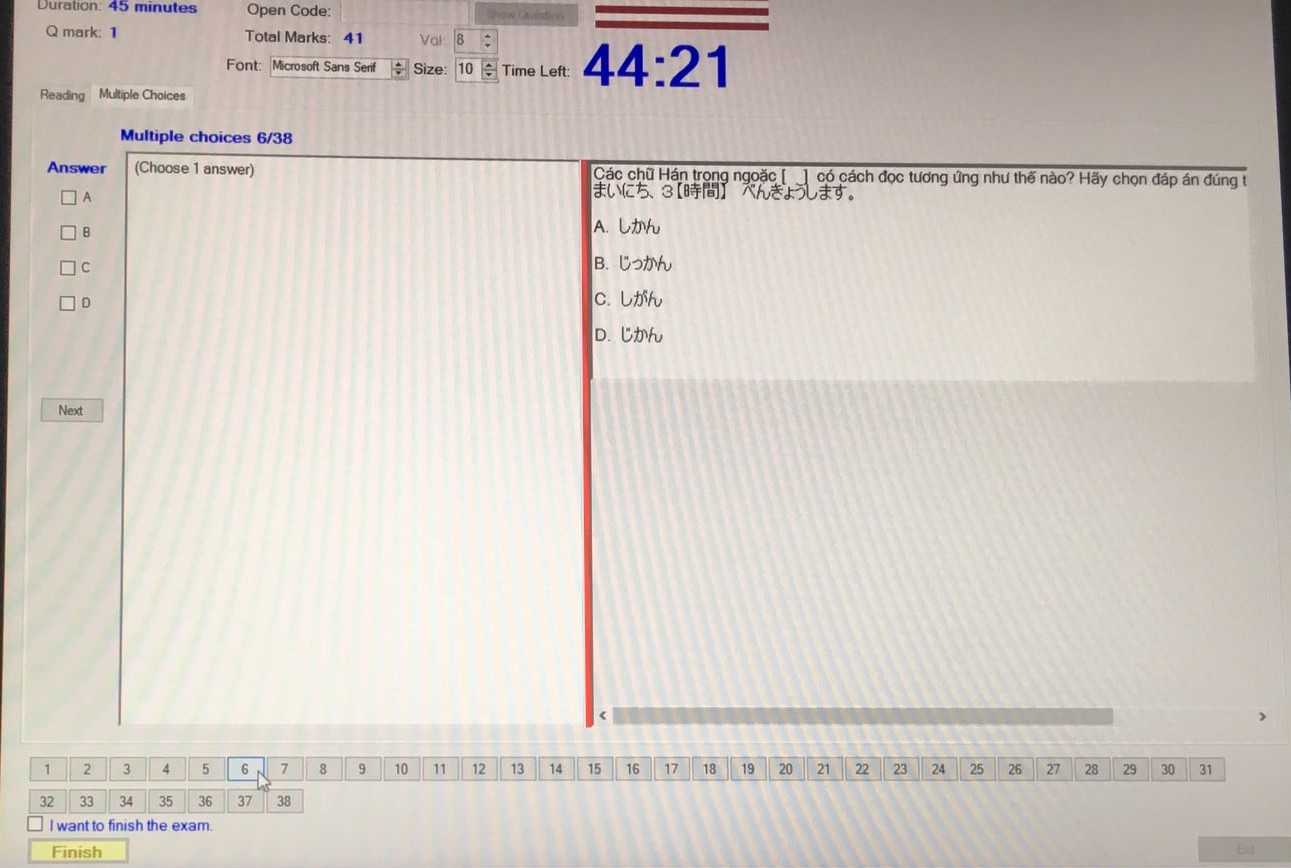 Duration: 45 minutes
Open Code:
Show Question
Q mark: 1
Total Marks: 41
Vol: 8
Font: Microsoft Sans Serif Size: 10 Time Left: 44:21
Reading Multiple Choices
Multiple choices 6/38
Answer
(Choose 1 answer)
A
B
C
D
Next
Các chữ Hán trong ngoặc [ ] có cách đọc tương ứng như thế nào? Hãy chọn đáp án đúng t
まいにち、3【時間】 べんきょうします。
A. しかん
B. じっかん
C. しがん
D. じかん
1 2 3 4 5 6 7 8 9 10 11 12 13 14 15 16 17 18 19 20 21 22 23 24 25 26 27 28 29 30 31
32 33 34 35 36 37 38
I want to finish the exam.
Finish